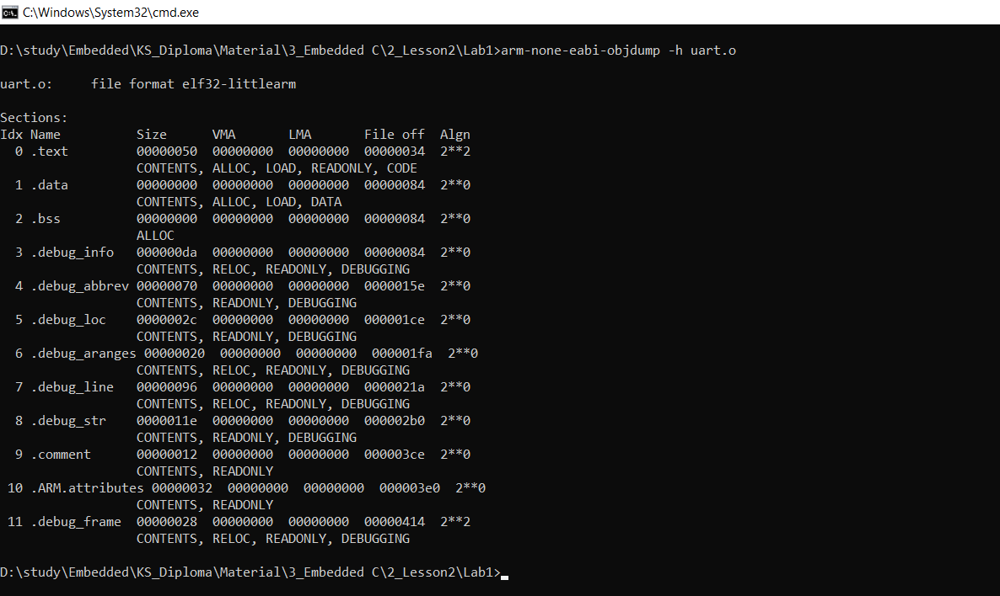 C:\Windows\System32\cmd.exe
D:\study\Embedded\KS_Diploma\Material\3_Embedded C\2_Lesson2\Lab1>arm-none-eabi-objdump -h uart.o
uart.o:     file format elf32-littlearm
Sections:
Idx Name          Size      VMA       LMA       File off  Algn
  0 .text         00000050  00000000  00000000  00000034  2**2
                  CONTENTS, ALLOC, LOAD, READONLY, CODE
  1 .data         00000000  00000000  00000000  00000084  2**0
                  CONTENTS, ALLOC, LOAD, DATA
  2 .bss          00000000  00000000  00000000  00000084  2**0
                  ALLOC
  3 .debug_info   000000da  00000000  00000000  00000084  2**0
                  CONTENTS, RELOC, READONLY, DEBUGGING
  4 .debug_abbrev 00000070  00000000  00000000  0000015e  2**0
                  CONTENTS, READONLY, DEBUGGING
  5 .debug_loc    0000002c  00000000  00000000  000001ce  2**0
                  CONTENTS, READONLY, DEBUGGING
  6 .debug_aranges 00000020  00000000  00000000  000001fa  2**0
                  CONTENTS, RELOC, READONLY, DEBUGGING
  7 .debug_line   00000096  00000000  00000000  0000021a  2**0
                  CONTENTS, RELOC, READONLY, DEBUGGING
  8 .debug_str    0000011e  00000000  00000000  000002b0  2**0
                  CONTENTS, READONLY, DEBUGGING
  9 .comment      00000012  00000000  00000000  000003ce  2**0
                  CONTENTS, READONLY
 10 .ARM.attributes 00000032  00000000  00000000  000003e0  2**0
                  CONTENTS, READONLY
 11 .debug_frame  00000028  00000000  00000000  00000414  2**2
                  CONTENTS, RELOC, READONLY, DEBUGGING
D:\study\Embedded\KS_Diploma\Material\3_Embedded C\2_Lesson2\Lab1>